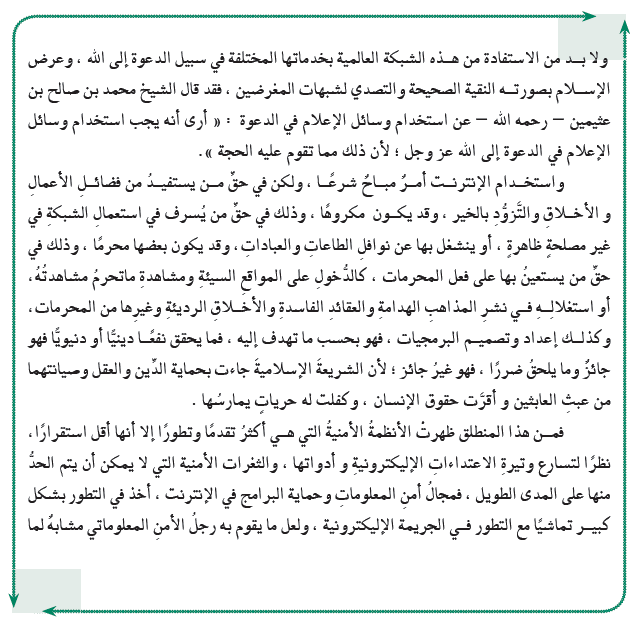 ولا بـد من الاستفادة من هـذه الشبكة العالمية بخدماتها المختلفة في سبيل الدعوة إلى الله ، وعرض
الإسـلام بصورتـه النقية الصحيحة والتصدي لشبهات المغرضين ، فقد قال الشيخ محمد بن صالح بن
عثيمين – رحمه الله – عن استخدام وسائل الإعلام في الدعوة : « أرى أنه يجب استخدام وسائل
الإعلام في الدعوة إلى الله عز وجل ؛ لأن ذلك مما تقوم عليه الحجة ».
واستخـدام الإنترنـت أمـرٌ مبـاحٌ شرعًـا ، ولكن في حقِّ مـن يستفيـدُ من فضائـلِ الأعمالِ
و الأخـلاقِ والتَّزوُّدِ بالخير ، وقد يكـون مكروهًا ، وذلك في حقِّ من يُسرف في استعمالِ الشبكةِ في
غير مصلحةٍ ظاهرةٍ ، أو ينشغل بها عن نوافلِ الطاعاتِ والعباداتِ، وقد يكون بعضها محرمًا ، وذلك في
حقِّ من يستعينُ بها على فعل المحرمات ، كالدُّخولِ على المواقعِ السيئةِ ومشاهدةِ ماتحرمُ مشاهدتُهُ،
أو استغلالِـهِ فـي نشرِ المذاهبِ الهدامةِ والعقائد الفاسدةِ والأخـلاقِ الرديئةِ وغيرِها من المحرمات،
وكذلـك إعداد وتصميـم البرمجيات ، فهو بحسب ما تهدف إليه ، فما يحقق نفعًـا دينيًّا أو دنيويًّا فهو
جائزٌ وما يلحقُ ضررًا ، فهو غيرُ جائز ؛ لأن الشريعةَ الإسلاميةَ جاءت بحماية الدِّين والعقل وصيانتهما
من عبثِ العابثين و أقرَّت حقوق الإنسان ، وكفلت له حرياتٍ يمارسُها .
فمـن هذا المنطلق ظهرتْ الأنظمةُ الأمنيةُ التي هـي أكثرُ تقدمًا وتطورًا إلا أنها أقل استقرارًا،
نظرًا لتسارع وتيرةِ الاعتداءاتِ الإليكترونيةِ و أدواتها ، والثغرات الأمنية التي لا يمكن أن يتم الحدُّ
منها على المدى الطويل ، فمجالُ أمنِ المعلوماتِ وحماية البرامج في الإنترنت ، أخذ في التطور بشكل
كبيـر تماشيًا مع التطور فـي الجريمة الإليكترونية ، ولعل ما يقوم به رجلُ الأمنِ المعلوماتي مشابهٌ لما